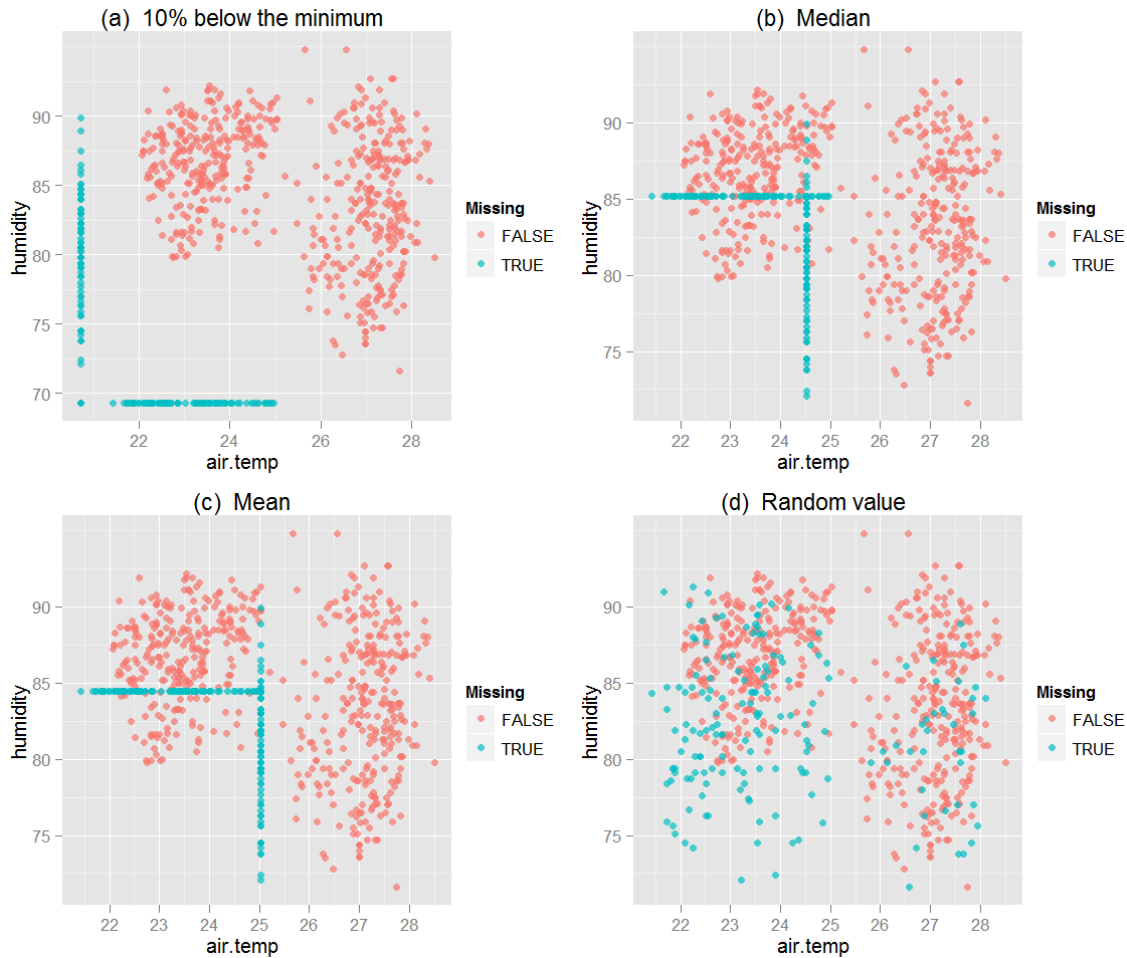 (a) 10% below the minimum
humidity
90
85
80
75
70
22 24 26 28
air.temp
Missing
FALSE
TRUE
(b) Median
humidity
90
85
80
75
22 23 24 25 26 27 28
air.temp
Missing
FALSE
TRUE
(c) Mean
humidity
90
85
80
75
22 23 24 25 26 27 28
air.temp
Missing
FALSE
TRUE
(d) Random value
humidity
90
85
80
75
22 23 24 25 26 27 28
air.temp
Missing
FALSE
TRUE